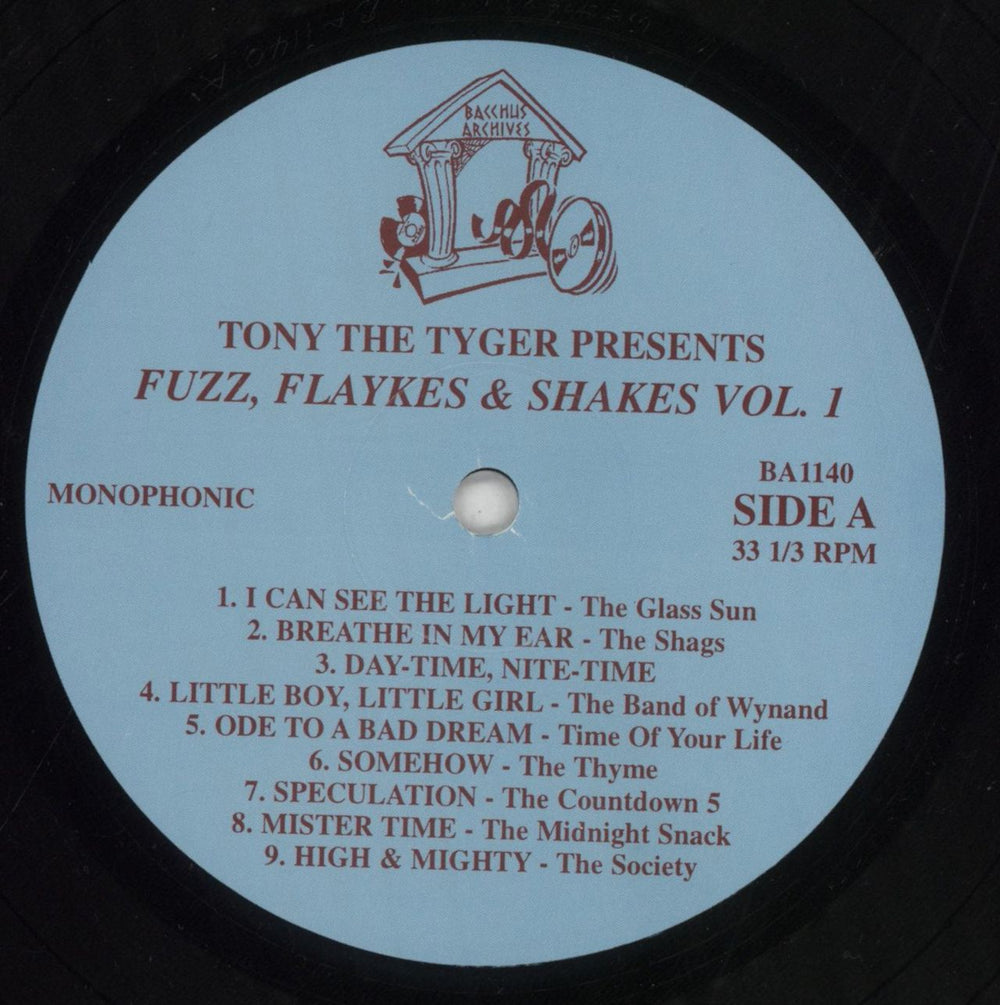 BACCHUS
ARCHIVES
TONY THE TYGER PRESENTS
FUZZ, FLAYKES & SHAKES VOL. 1
MONOPHONIC
BA1140
SIDE A
33 1/3 RPM
1. I CAN SEE THE LIGHT - The Glass Sun
2. BREATHE IN MY EAR - The Shags
3. DAY-TIME, NITE-TIME
4. LITTLE BOY, LITTLE GIRL - The Band of Wynand
5. ODE TO A BAD DREAM - Time Of Your Life
6. SOMEHOW - The Thyme
7. SPECULATION - The Countdown 5
8. MISTER TIME - The Midnight Snack
9. HIGH & MIGHTY - The Society